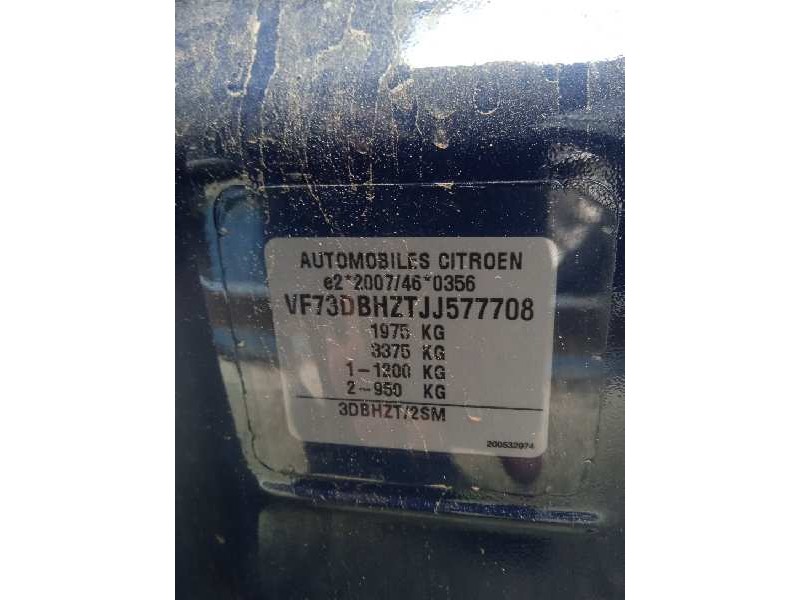 AUTOMOBILES CITROEN
e2*2007/46*0356
VF73DBHZTJJ577708
1975 KG
3375 KG
1-1200 KG
2-950 KG
3DBHZT/2SM
200532974